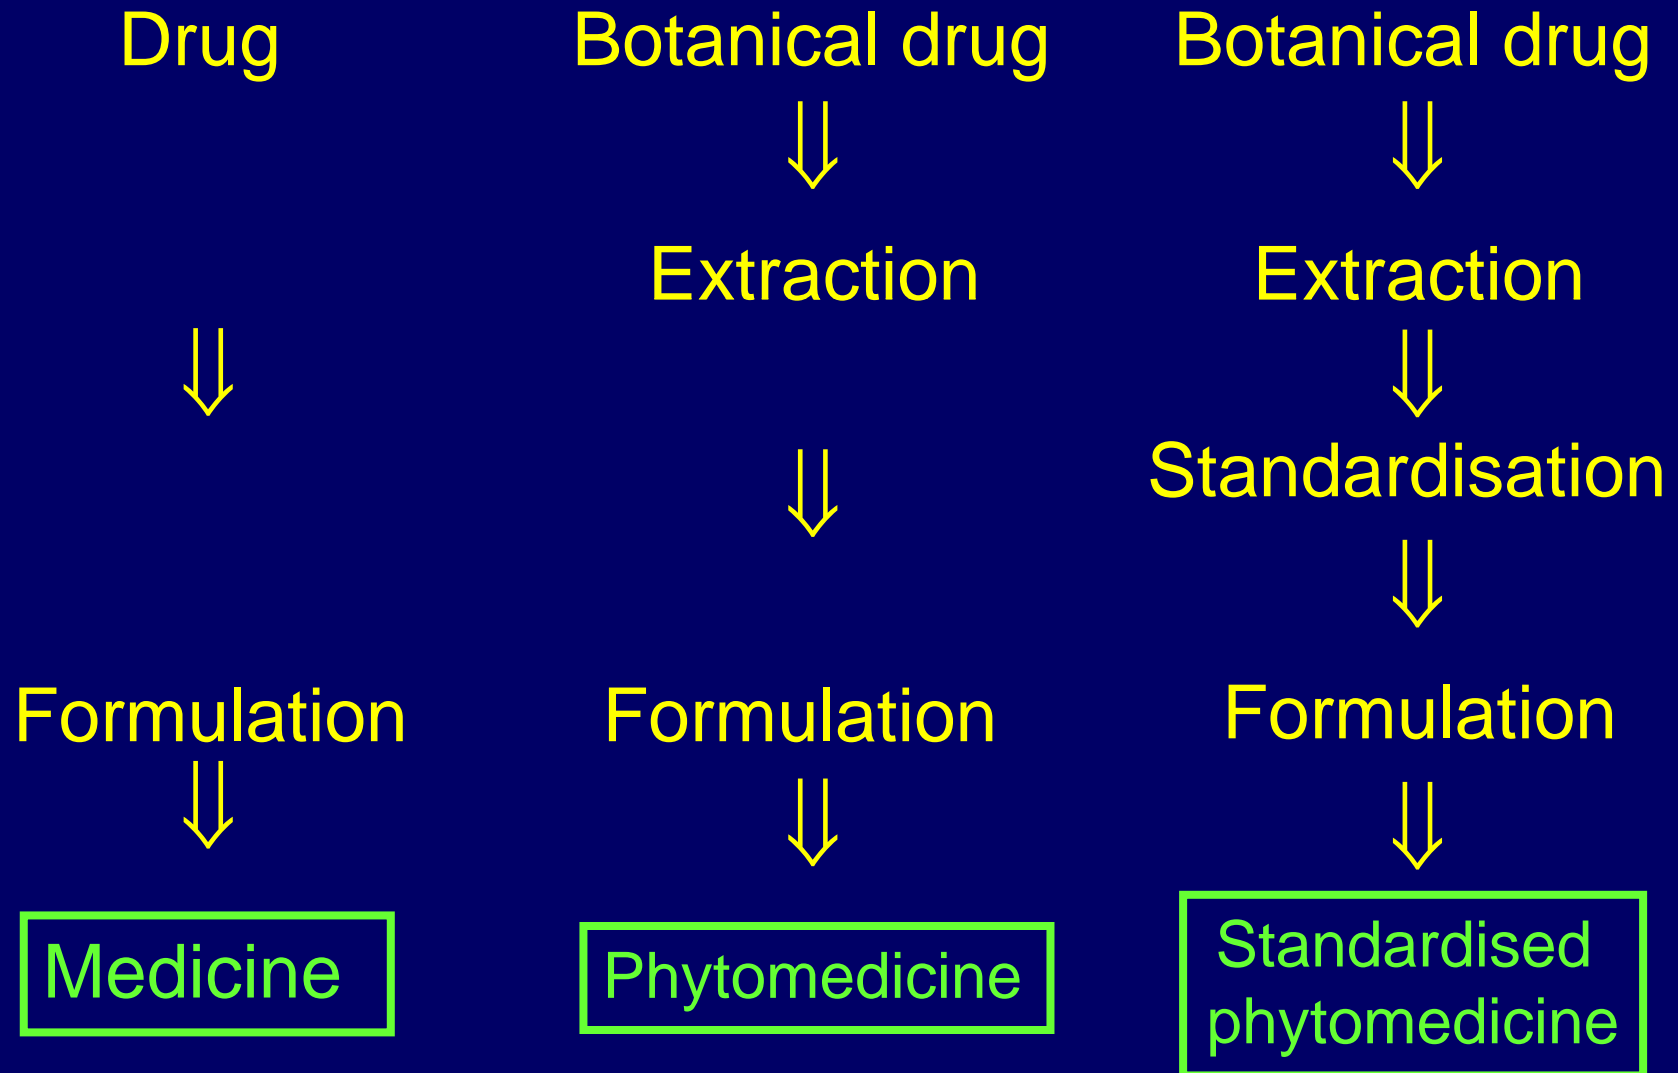 Drug
⇓
Formulation
⇓
Medicine
Botanical drug
⇓
Extraction
⇓
Formulation
⇓
Phytomedicine
Botanical drug
⇓
Extraction
⇓
Standardisation
⇓
Formulation
⇓
Standardised
phytomedicine